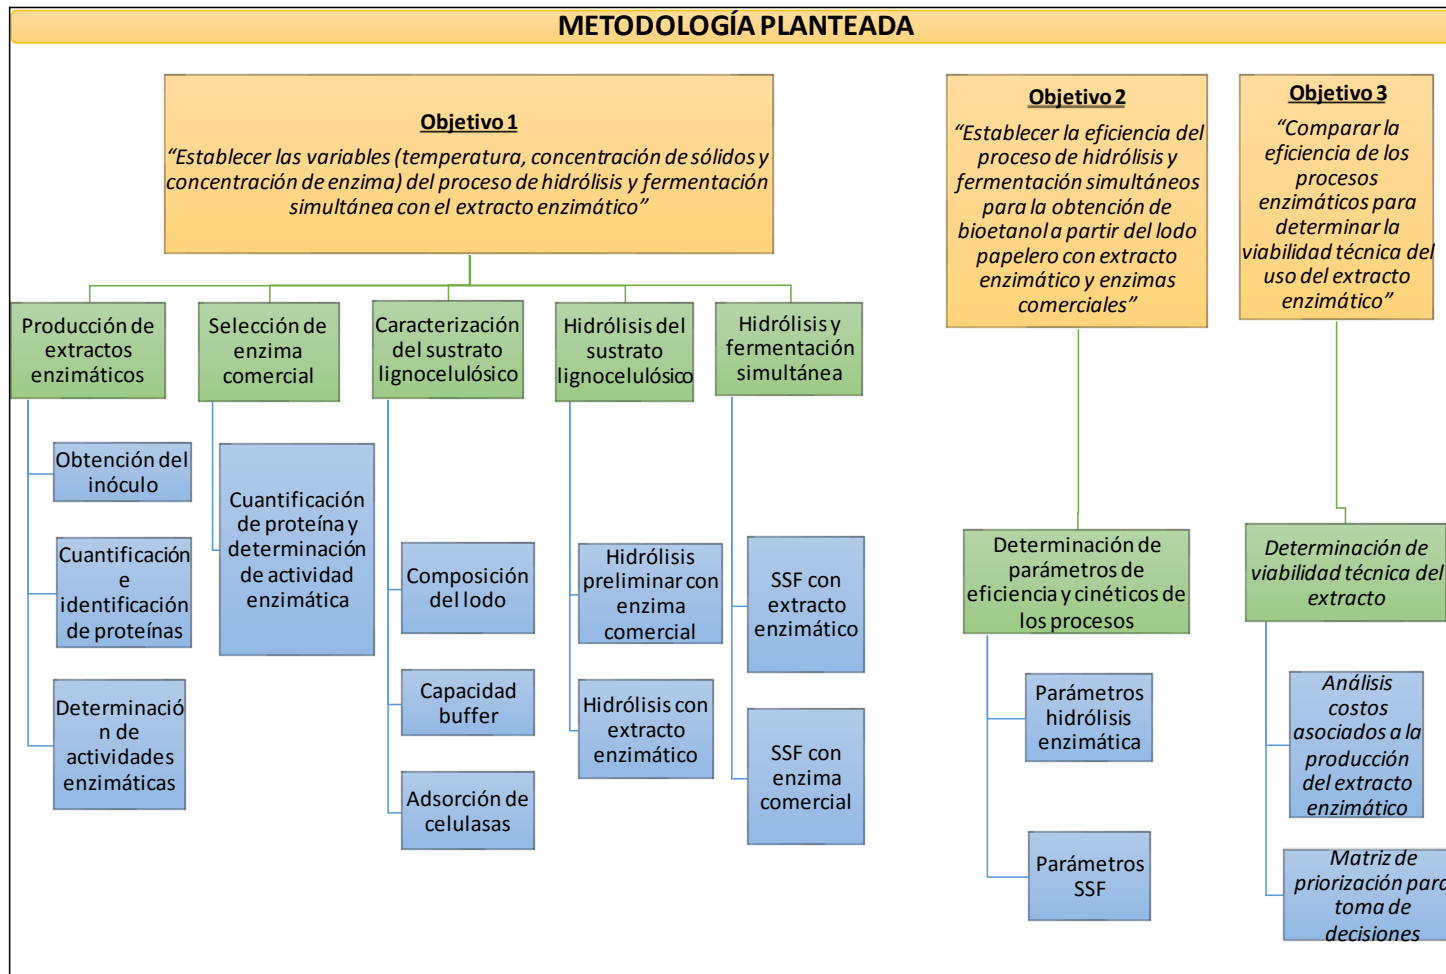 METODOLOGÍA PLANTEADA
Objetivo 1
“Establecer las variables (temperatura, concentración de sólidos y
concentración de enzima) del proceso de hidrólisis y fermentación
simultánea con el extracto enzimático”
Objetivo 2
“Establecer la eficiencia del
proceso de hidrólisis y
fermentación simultáneos
para la obtención de
bioetanol a partir del lodo
papelero con extracto
enzimático y enzimas
comerciales”
Objetivo 3
“Comparar la
eficiencia de los
procesos
enzimáticos para
determinar la
viabilidad técnica del
uso del extracto
enzimático”
Producción de
extractos
enzimáticos
Selección de
enzima
comercial
Caracterización
del sustrato
lignocelulósico
Hidrólisis del
sustrato
lignocelulósico
Hidrólisis y
fermentación
simultánea
Obtención del
inóculo
Cuantificación
e
identificación
de proteínas
Determinació
n de
actividades
enzimáticas
Cuantificación
de proteína y
determinación
de actividad
enzimática
Composición
del lodo
Capacidad
buffer
Adsorción de
celulasas
Hidrólisis
preliminar con
enzima
comercial
Hidrólisis con
extracto
enzimático
SSF con
extracto
enzimático
SSF con
enzima
comercial
Determinación de
parámetros de
eficiencia y cinéticos de
los procesos
Parámetros
hidrólisis
enzimática
Parámetros
SSF
Determinación de
viabilidad técnica del
extracto
Análisis
costos
asociados a la
producción
del extracto
enzimático
Matriz de
priorización para
toma de
decisiones